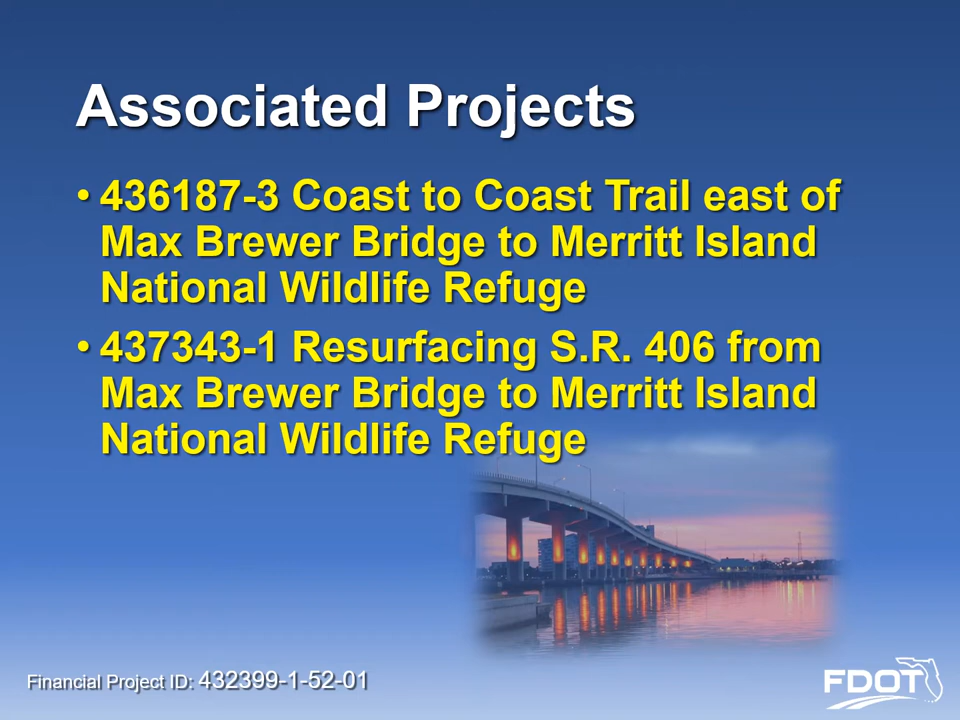 Associated Projects
• 436187-3 Coast to Coast Trail east of
Max Brewer Bridge to Merritt Island
National Wildlife Refuge
• 437343-1 Resurfacing S.R. 406 from
Max Brewer Bridge to Merritt Island
National Wildlife Refuge
Financial Project ID: 432399-1-52-01
FDOT